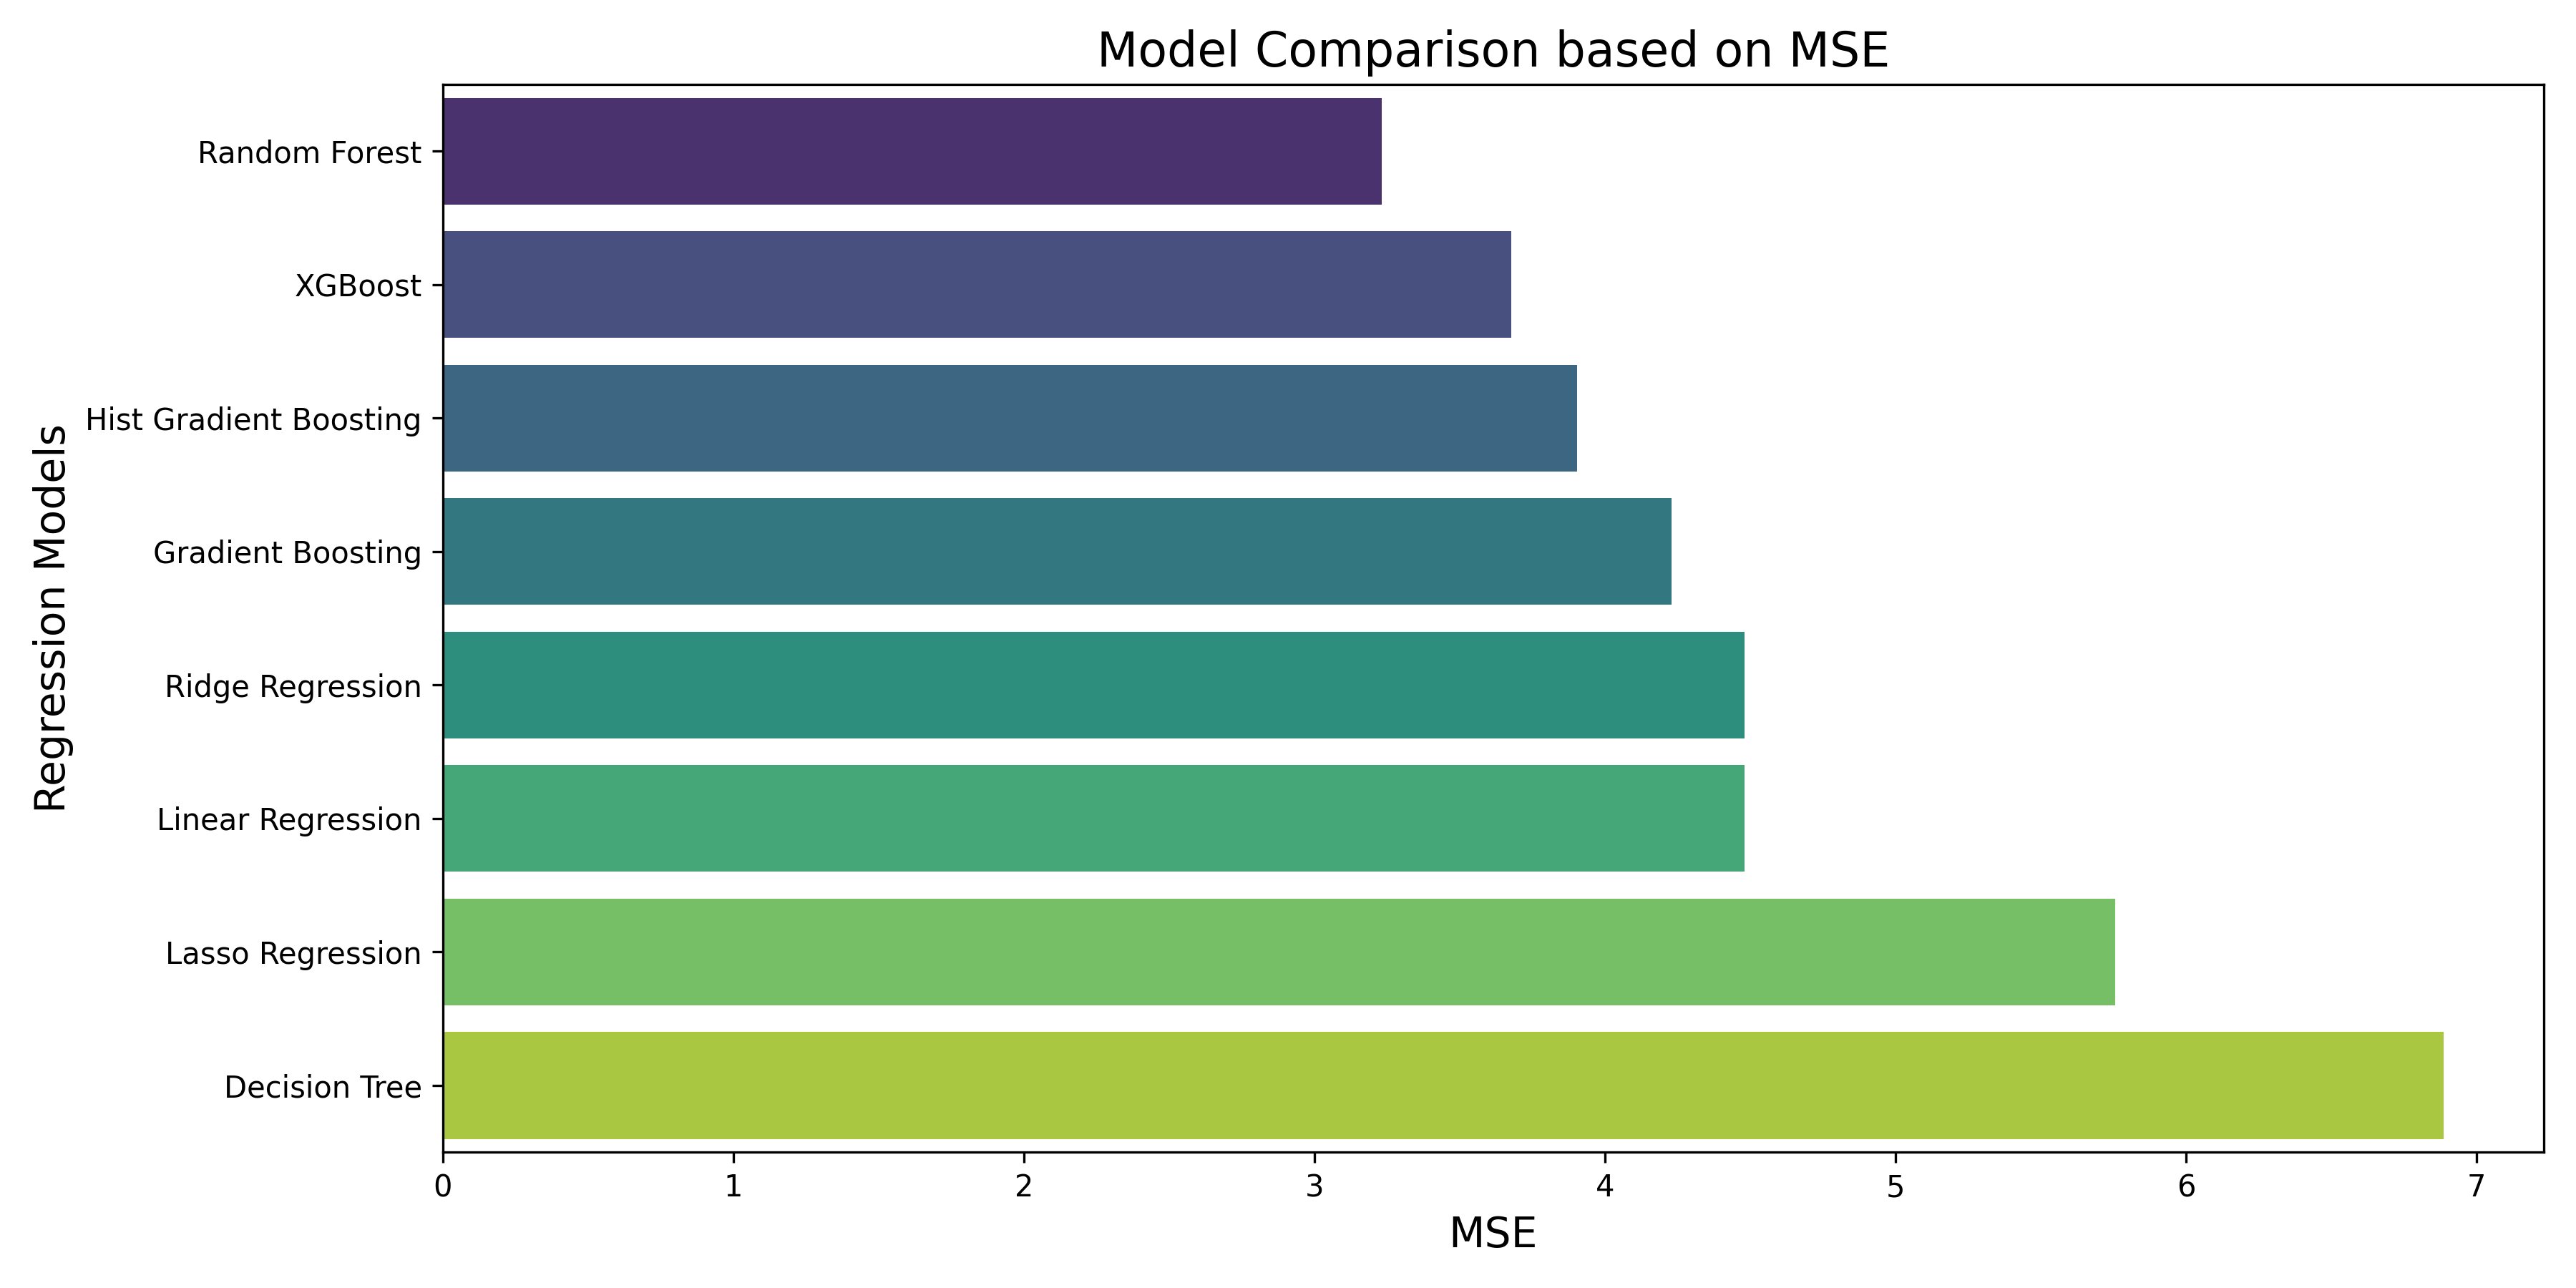 Model Comparison based on MSE
Regression Models
Random Forest
XGBoost
Hist Gradient Boosting
Gradient Boosting
Ridge Regression
Linear Regression
Lasso Regression
Decision Tree
0 1 2 3 4 5 6 7
MSE